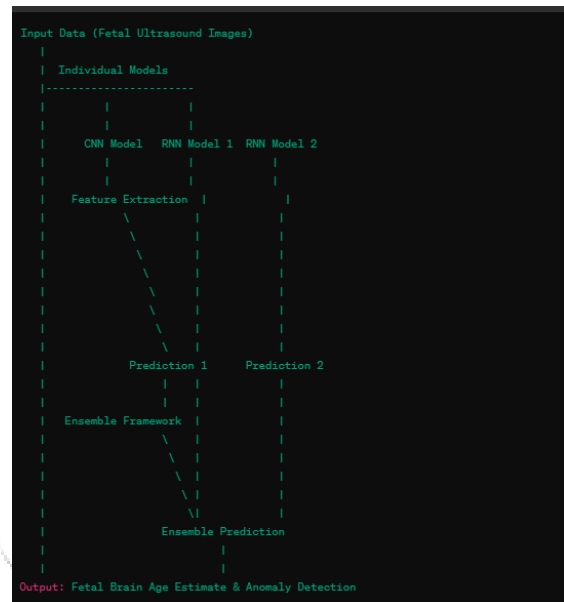 Input Data (Fetal Ultrasound Images)
Individual Models
CNN Model RNN Model 1 RNN Model 2
Feature Extraction
Prediction 1 Prediction 2
Ensemble Framework
Ensemble Prediction
Output: Fetal Brain Age Estimate & Anomaly Detection